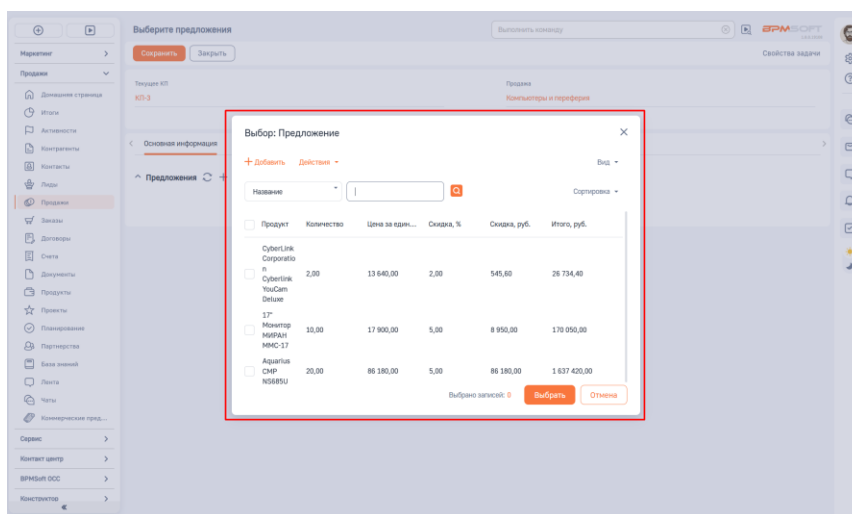 Выберите предложения
Выполнить команду
BPMSOFT
Маркетинг
Сохранить
Закрыть
Свойства задачи
Продажи
Домашняя страница
Итоги
Активности
Контрагенты
Контакты
Лиды
Продажи
Заказы
Договоры
Счета
Документы
Продукты
Проекты
Планирование
Партнерства
База знаний
Лента
Чаты
Коммерческие пред...
Сервис
Контакт центр
BPMSoft OCC
Конструктор
Текущее КП
Продажа
КП-3
Компьютеры и переферия
Основная информация
Предложения
Выбор: Предложение
Добавить
Действия
Вид
Название
Сортировка
Продукт Количество Цена за един... Скидка, % Скидка, руб. Итого, руб.
CyberLink
Corporatio
n
Cyberlink
YouCam
Deluxe
2,00 13 640,00 2,00 545,60 26 734,40
17"
Монитор
МИРАН
ММС-17
10,00 17 900,00 5,00 8 950,00 170 050,00
Aquarius
CMP
NS685U
20,00 86 180,00 5,00 86 180,00 1 637 420,00
Выбрано записей: 0
Выбрать
Отмена